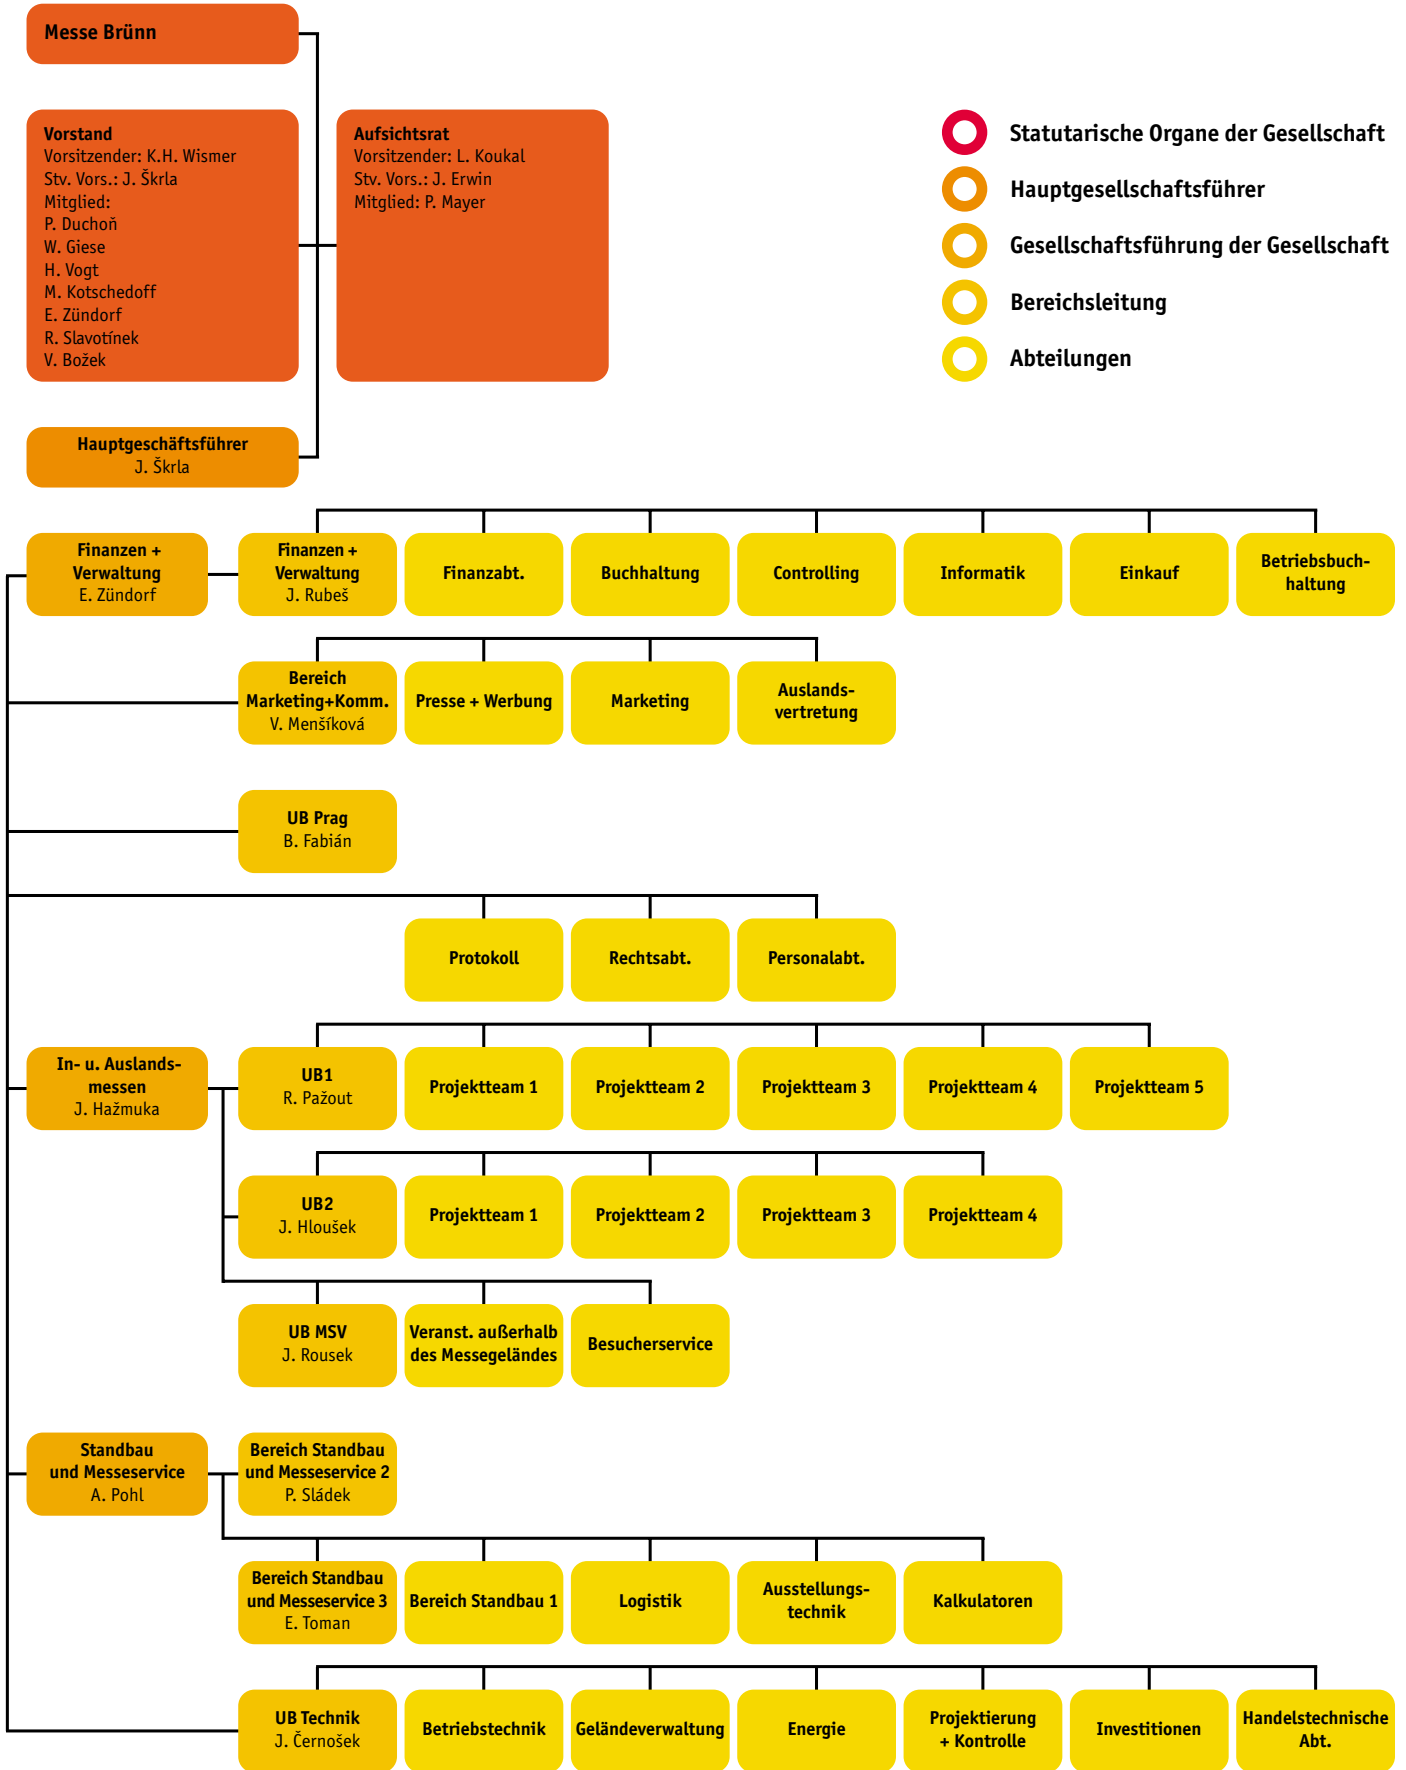 Messe Brünn
Vorstand
Vorsitzender: K.H. Wismer
Stv. Vors.: J. Škrla
Mitglied:
P. Duchoň
W. Giese
H. Vogt
M. Kotschedoff
E. Zündorf
R. Slavotínek
V. Božek
Aufsichtsrat
Vorsitzender: L. Koukal
Stv. Vors.: J. Erwin
Mitglied: P. Mayer
Statutarische Organe der Gesellschaft
Hauptgesellschaftsführer
Gesellschaftsführung der Gesellschaft
Bereichsleitung
Abteilungen
Hauptgeschäftsführer
J. Škrla
Finanzen +
Verwaltung
E. Zündorf
Finanzen +
Verwaltung
J. Rubeš
Finanzabt.
Buchhaltung
Controlling
Informatik
Einkauf
Betriebsbuch-
haltung
Bereich
Marketing+Komm.
V. Menšíková
Presse + Werbung
Marketing
Auslands-
vertretung
UB Prag
B. Fabián
Protokoll
Rechtsabt.
Personalabt.
In- u. Auslands-
messen
J. Hažmuka
UB1
R. Pažout
Projektteam 1
Projektteam 2
Projektteam 3
Projektteam 4
Projektteam 5
UB2
J. Hloušek
Projektteam 1
Projektteam 2
Projektteam 3
Projektteam 4
UB MSV
J. Rousek
Veranst. außerhalb
des Messegeländes
Besucherservice
Standbau
und Messeservice
A. Pohl
Bereich Standbau
und Messeservice 2
P. Sládek
Bereich Standbau
und Messeservice 3
E. Toman
Bereich Standbau 1
Logistik
Ausstellungs-
technik
Kalkulatoren
UB Technik
J. Černošek
Betriebstechnik
Geländeverwaltung
Energie
Projektierung
+ Kontrolle
Investitionen
Handelstechnische
Abt.